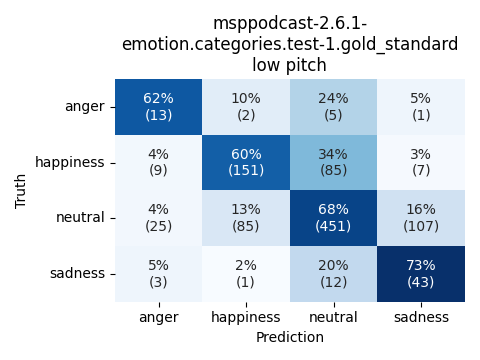 msppodcast-2.6.1-
emotion.categories.test-1.gold_standard
low pitch
Truth
anger
62% 10% 24% 5%
(13) (2) (5) (1)
happiness
4% 60% 34% 3%
(9) (151) (85) (7)
neutral
4% 13% 68% 16%
(25) (85) (451) (107)
sadness
5% 2% 20% 73%
(3) (1) (12) (43)
anger happiness neutral sadness
Prediction